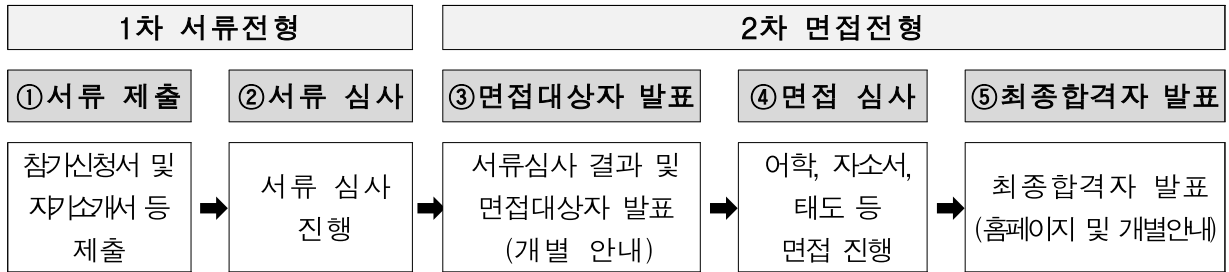 1차 서류전형
2차 면접전형
①서류 제출
②서류 심사
③면접대상자 발표
④면접 심사
⑤최종합격자 발표
참가신청서 및
자기소개서 등
제출
서류 심사
진행
서류심사 결과 및
면접대상자 발표
(개별 안내)
어학, 자소서,
태도 등
면접 진행
최종합격자 발표
(홈페이지 및 개별안내)